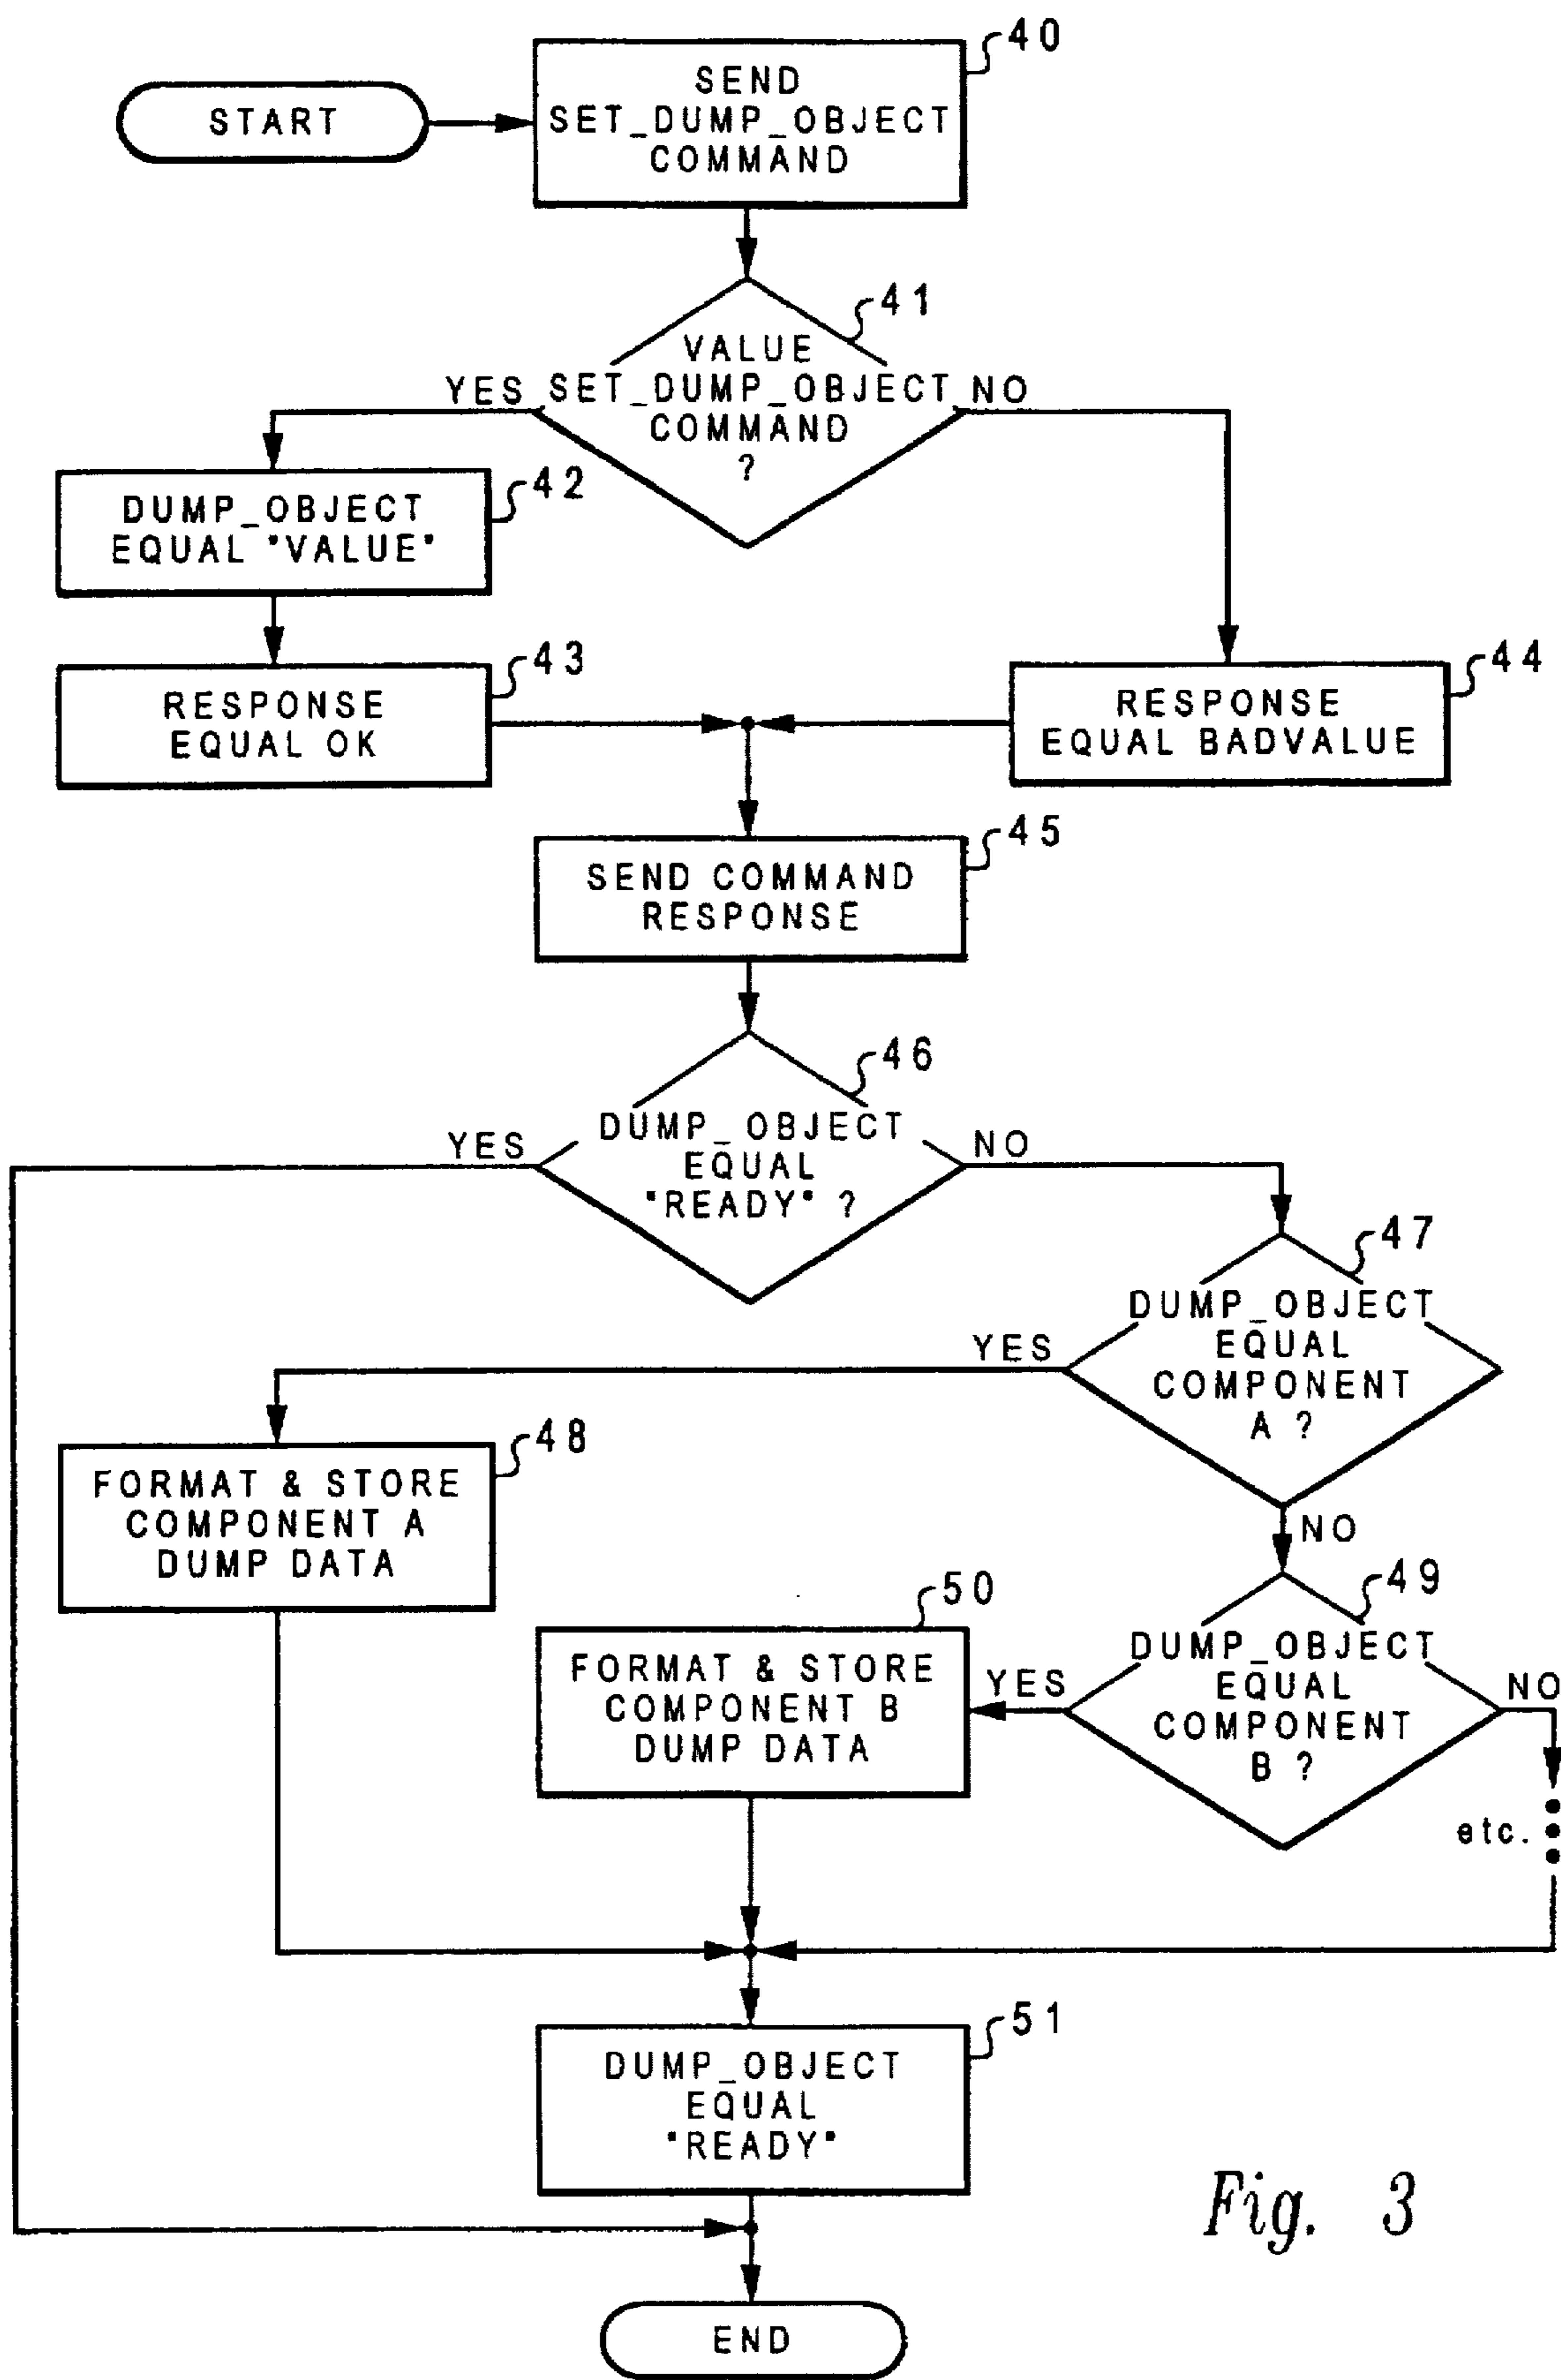 40
SEND
SET_DUMP_OBJECT
COMMAND
START
41
VALUE
SET_DUMP_OBJECT
COMMAND
?
YES
NO
42
DUMP_OBJECT
EQUAL "VALUE"
43
RESPONSE
EQUAL OK
44
RESPONSE
EQUAL BADVALUE
45
SEND COMMAND
RESPONSE
46
DUMP_OBJECT
EQUAL
"READY" ?
YES
NO
47
DUMP_OBJECT
EQUAL
COMPONENT
A ?
YES
NO
48
FORMAT & STORE
COMPONENT A
DUMP DATA
49
DUMP_OBJECT
EQUAL
COMPONENT
B ?
YES
NO
etc.
50
FORMAT & STORE
COMPONENT B
DUMP DATA
51
DUMP_OBJECT
EQUAL
"READY"
END
Fig. 3